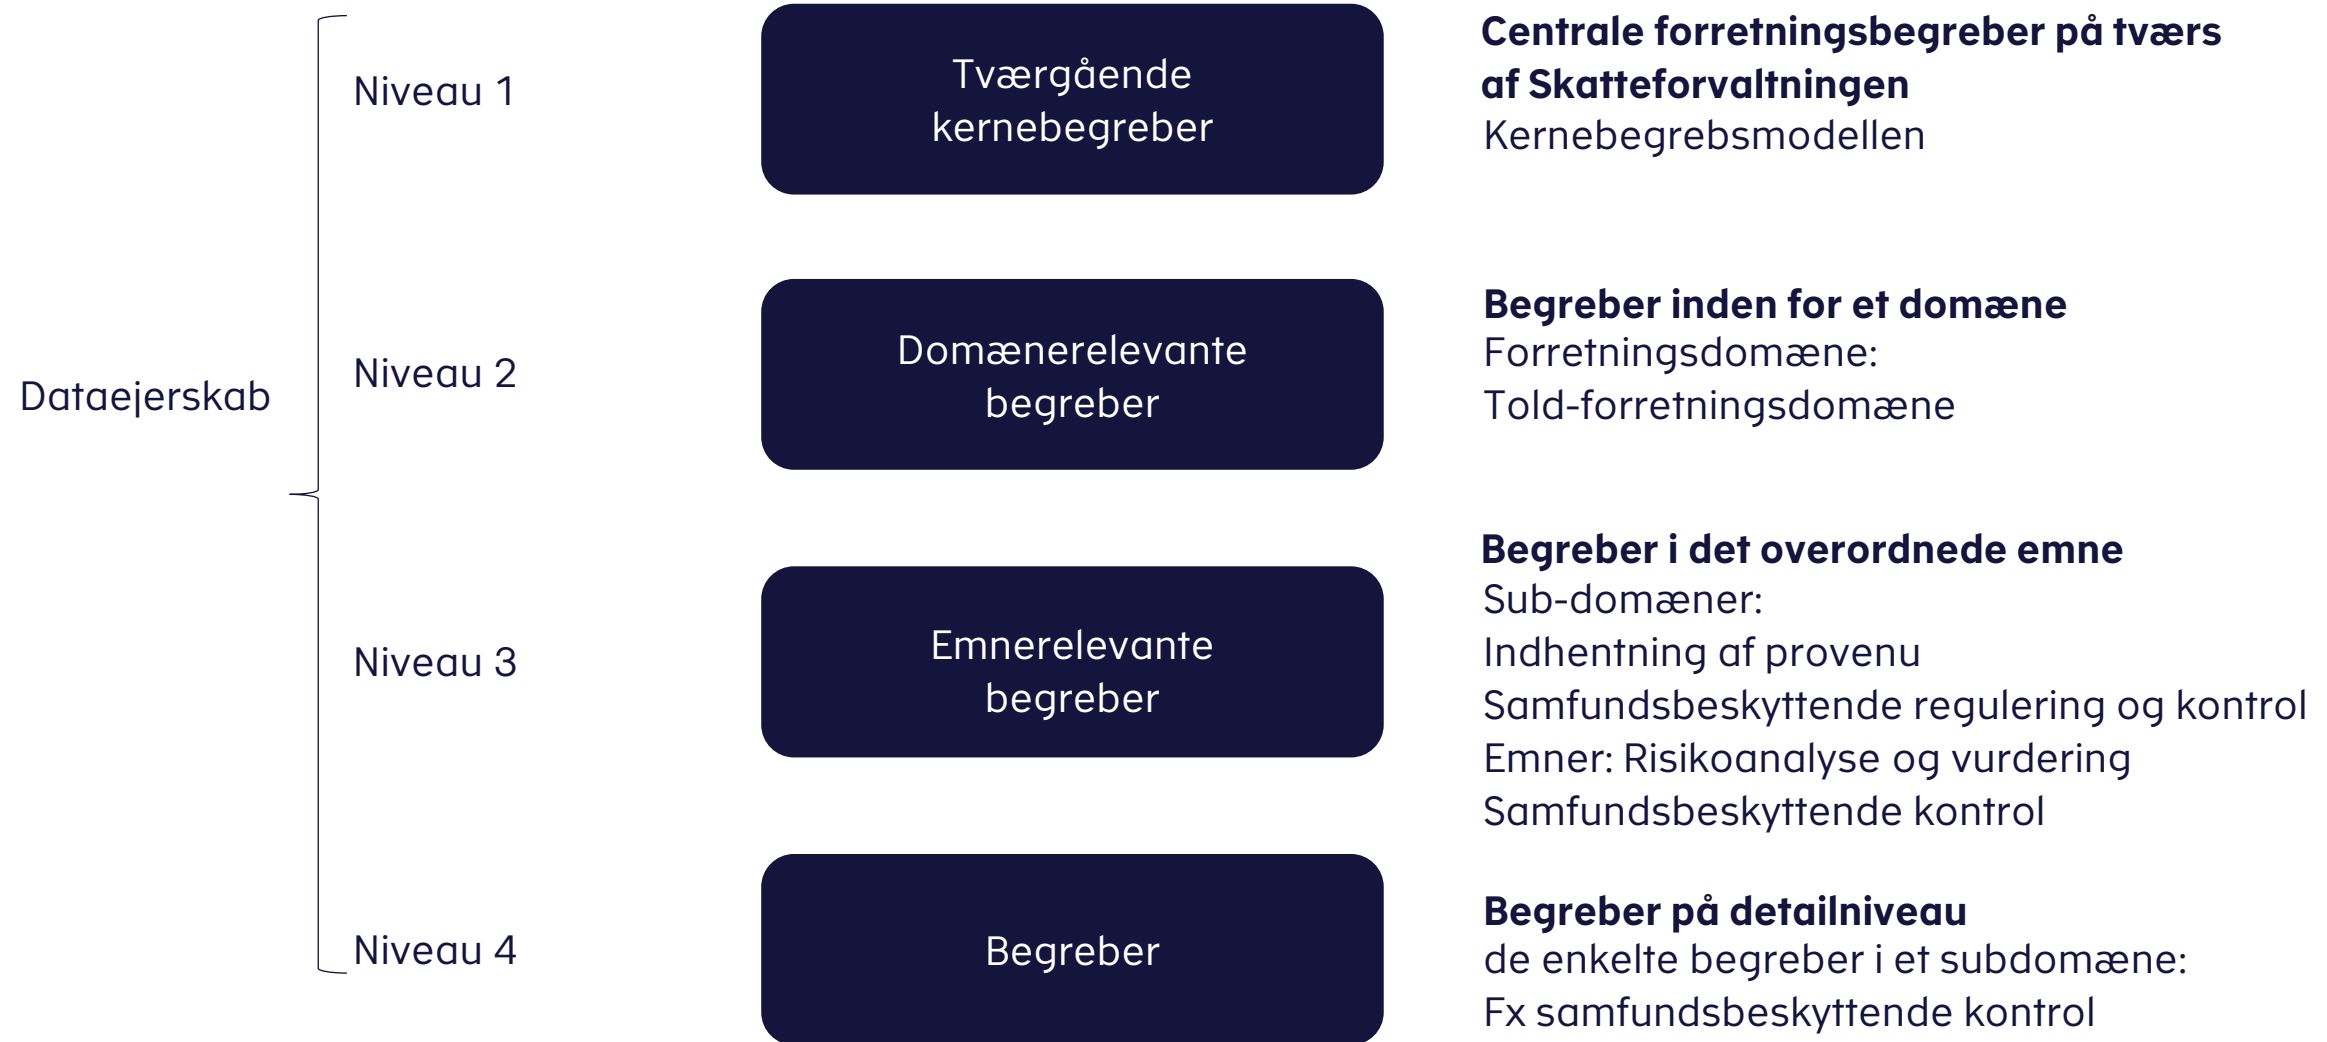 Dataejerskab
Niveau 1
Tværgående
kernebegreber
Centrale forretningsbegreber på tværs
af Skatteforvaltningen
Kernebegrebsmodellen
Niveau 2
Domænerelevante
begreber
Begreber inden for et domæne
Forretningsdomæne:
Told-forretningsdomæne
Niveau 3
Emnerelevante
begreber
Begreber i det overordnede emne
Sub-domæner:
Indhentning af provenu
Samfundsbeskyttende regulering og kontrol
Emner: Risikoanalyse og vurdering
Samfundsbeskyttende kontrol
Niveau 4
Begreber
Begreber på detailniveau
de enkelte begreber i et subdomæne:
Fx samfundsbeskyttende kontrol